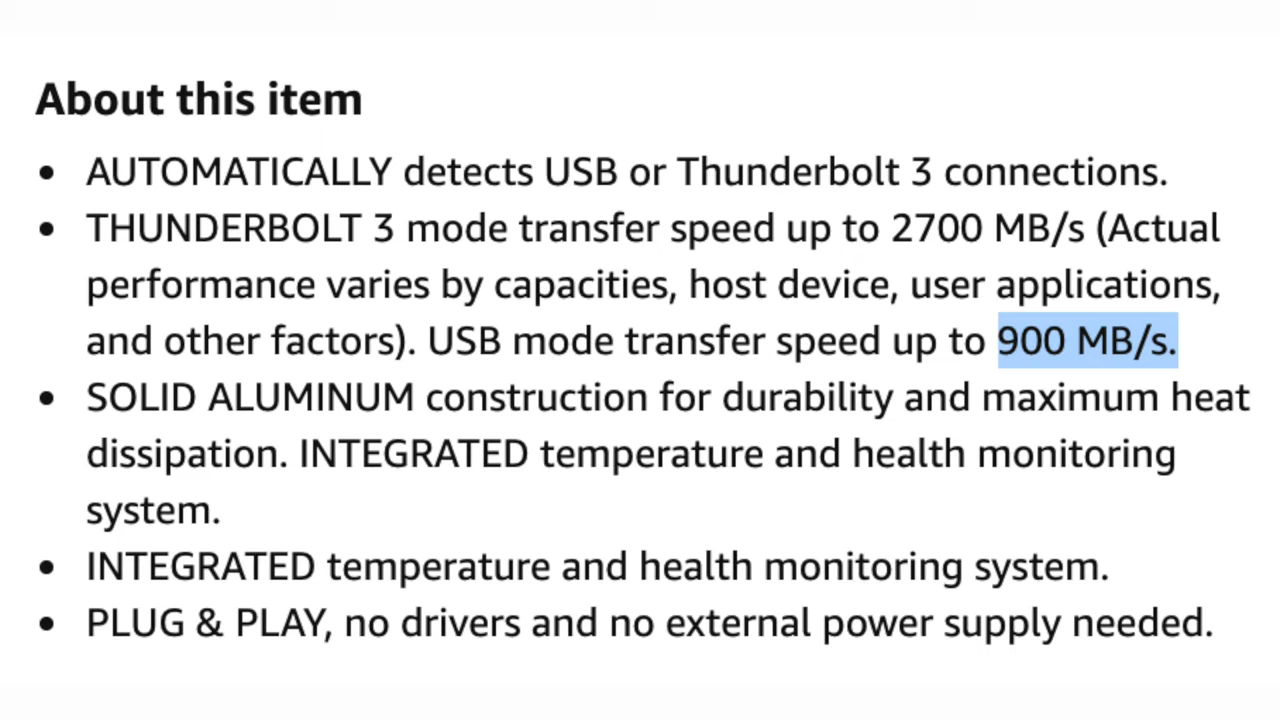 About this item
• AUTOMATICALLY detects USB or Thunderbolt 3 connections.
• THUNDERBOLT 3 mode transfer speed up to 2700 MB/s (Actual
performance varies by capacities, host device, user applications,
and other factors). USB mode transfer speed up to 900 MB/s.
• SOLID ALUMINUM construction for durability and maximum heat
dissipation. INTEGRATED temperature and health monitoring
system.
• INTEGRATED temperature and health monitoring system.
• PLUG & PLAY, no drivers and no external power supply needed.